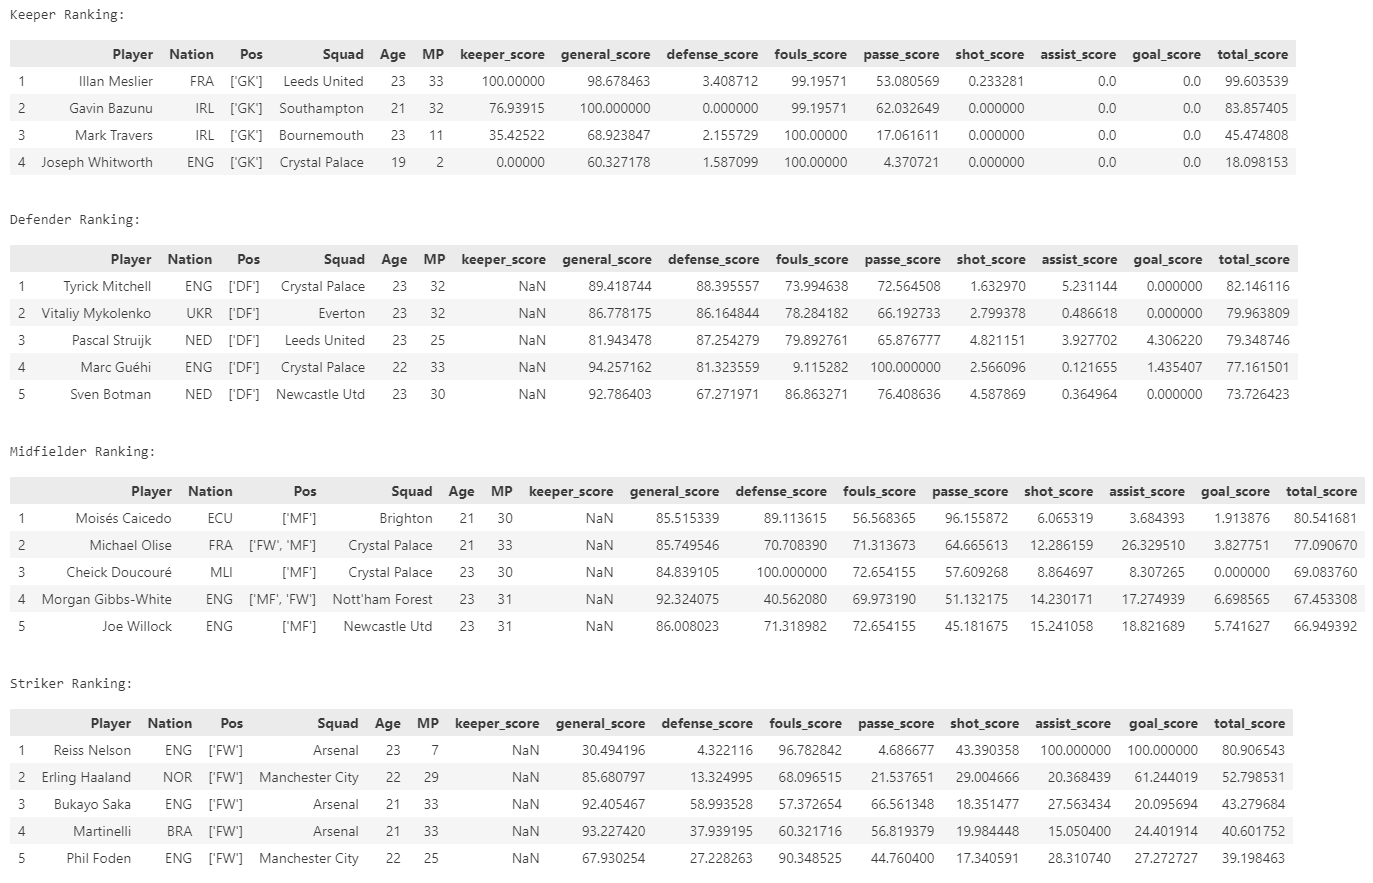 Keeper Ranking:
Player Nation Pos Squad Age MP keeper_score general_score defense_score fouls_score passe_score shot_score assist_score goal_score total_score
1 Illan Meslier FRA ['GK'] Leeds United 23 33 100.00000 98.678463 3.408712 99.19571 53.080569 0.233281 0.0 0.0 99.603539
2 Gavin Bazunu IRL ['GK'] Southampton 21 32 76.93915 100.000000 0.000000 99.19571 62.032649 0.000000 0.0 0.0 83.857405
3 Mark Travers IRL ['GK'] Bournemouth 23 11 35.42522 68.923847 2.155729 100.00000 17.061611 0.000000 0.0 0.0 45.474808
4 Joseph Whitworth ENG ['GK'] Crystal Palace 19 2 0.00000 60.327178 1.587099 100.00000 4.370721 0.000000 0.0 0.0 18.098153
Defender Ranking:
Player Nation Pos Squad Age MP keeper_score general_score defense_score fouls_score passe_score shot_score assist_score goal_score total_score
1 Tyrick Mitchell ENG ['DF'] Crystal Palace 23 32 NaN 89.418744 88.395557 73.994638 72.564508 1.632970 5.231144 0.000000 82.146116
2 Vitaliy Mykolenko UKR ['DF'] Everton 23 32 NaN 86.778175 86.164844 78.284182 66.192733 2.799378 0.486618 0.000000 79.963809
3 Pascal Struijk NED ['DF'] Leeds United 23 25 NaN 81.943478 87.254279 79.892761 65.876777 4.821151 3.927702 4.306220 79.348746
4 Marc Guéhi ENG ['DF'] Crystal Palace 22 33 NaN 94.257162 81.323559 9.115282 100.000000 2.566096 0.121655 1.435407 77.161501
5 Sven Botman NED ['DF'] Newcastle Utd 23 30 NaN 92.786403 67.271971 86.863271 76.408636 4.587869 0.364964 0.000000 73.726423
Midfielder Ranking:
Player Nation Pos Squad Age MP keeper_score general_score defense_score fouls_score passe_score shot_score assist_score goal_score total_score
1 Moisés Caicedo ECU ['MF'] Brighton 21 30 NaN 85.515339 89.113615 56.568365 96.155872 6.065319 3.684393 1.913876 80.541681
2 Michael Olise FRA ['FW', 'MF'] Crystal Palace 21 33 NaN 85.749546 70.708390 71.313673 64.665613 12.286159 26.329510 3.827751 77.090670
3 Cheick Doucouré MLI ['MF'] Crystal Palace 23 30 NaN 84.839105 100.000000 72.654155 57.609268 8.864697 8.307265 0.000000 69.083760
4 Morgan Gibbs-White ENG ['MF', 'FW'] Nott'ham Forest 23 31 NaN 92.324075 40.562080 69.973190 51.132175 14.230171 17.274939 6.698565 67.453308
5 Joe Willock ENG ['MF'] Newcastle Utd 23 31 NaN 86.008023 71.318982 72.654155 45.181675 15.241058 18.821689 5.741627 66.949392
Striker Ranking:
Player Nation Pos Squad Age MP keeper_score general_score defense_score fouls_score passe_score shot_score assist_score goal_score total_score
1 Reiss Nelson ENG ['FW'] Arsenal 23 7 NaN 30.494196 4.322116 96.782842 4.686677 43.390358 100.000000 100.000000 80.906543
2 Erling Haaland NOR ['FW'] Manchester City 22 29 NaN 85.680797 13.324995 68.096515 21.537651 29.004666 20.368439 61.244019 52.798531
3 Bukayo Saka ENG ['FW'] Arsenal 21 33 NaN 92.405467 58.993528 57.372654 66.561348 18.351477 27.563434 20.095694 43.279684
4 Martinelli BRA ['FW'] Arsenal 21 33 NaN 93.227420 37.939195 60.321716 56.819379 19.984448 15.050400 24.401914 40.601752
5 Phil Foden ENG ['FW'] Manchester City 22 25 NaN 67.930254 27.228263 90.348525 44.760400 17.340591 28.310740 27.272727 39.198463